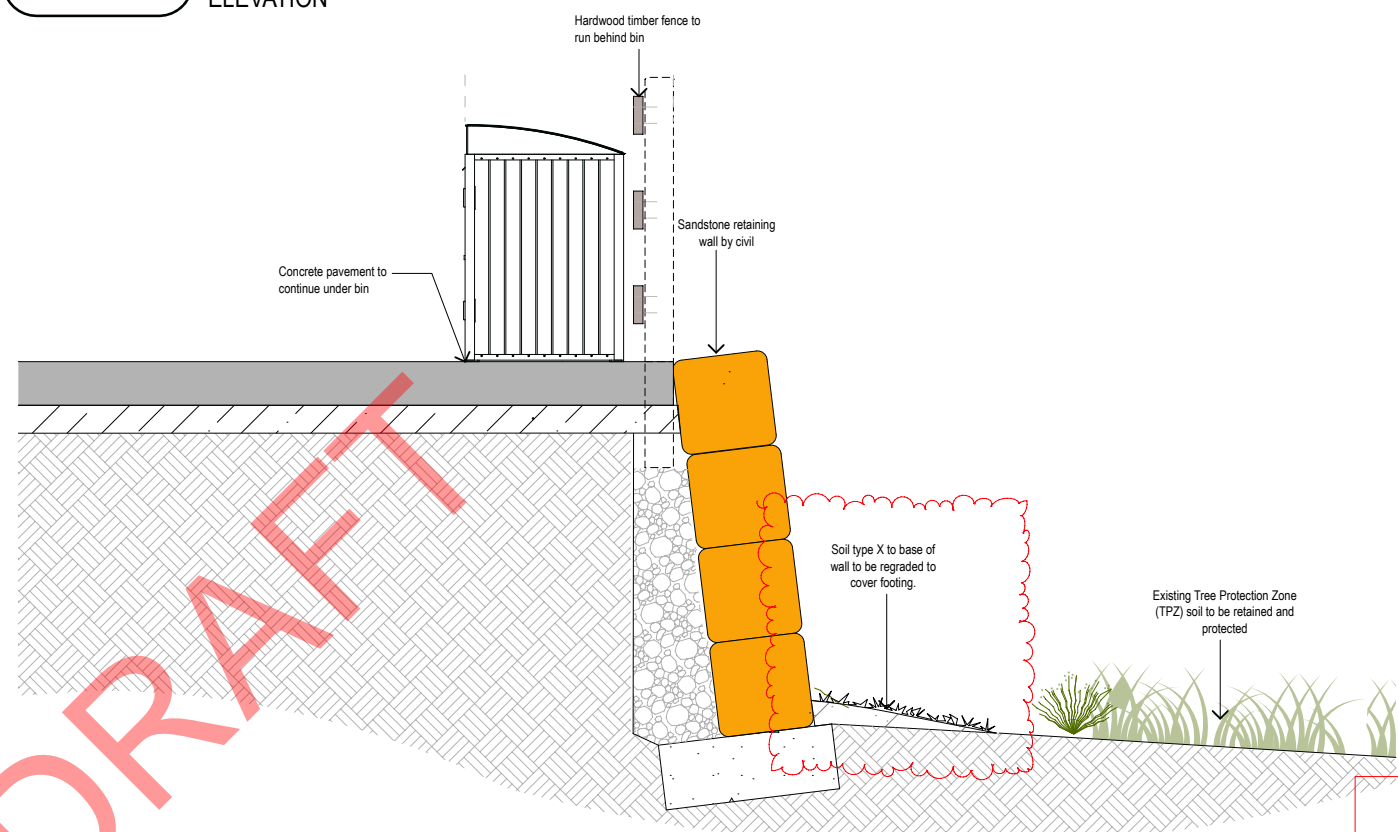 ELEVATION
Hardwood timber fence to
run behind bin
Sandstone retaining
wall by civil
Concrete pavement to
continue under bin
Soil type X to base of
wall to be regraded to
cover footing.
Existing Tree Protection Zone
(TPZ) soil to be retained and
protected
DRAFT